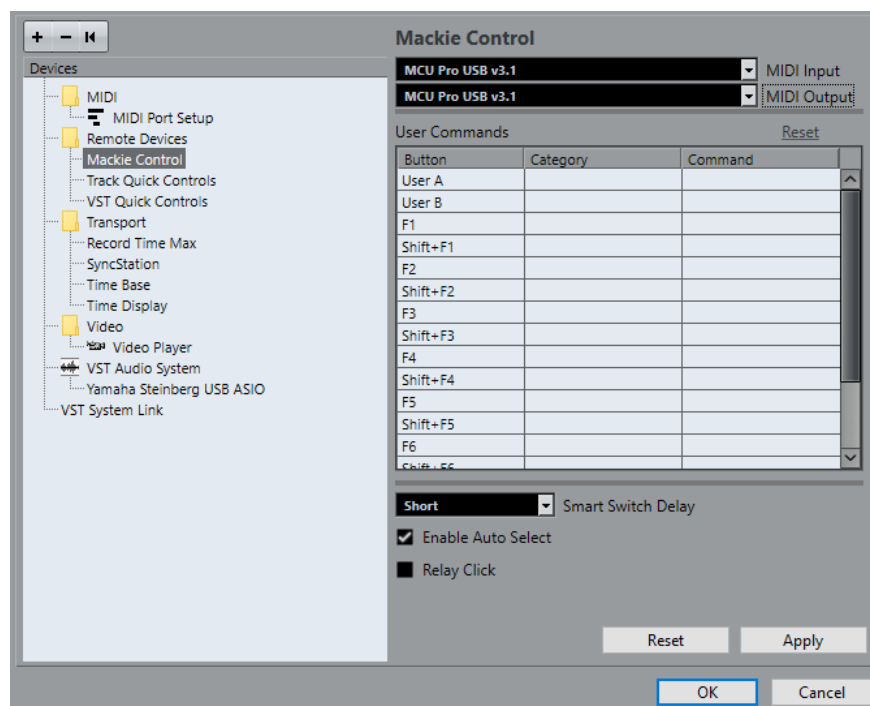 Devices
MIDI
MIDI Port Setup
Remote Devices
Mackie Control
Track Quick Controls
VST Quick Controls
Transport
Record Time Max
SyncStation
Time Base
Time Display
Video
Video Player
VST Audio System
Yamaha Steinberg USB ASIO
VST System Link
Mackie Control
MCU Pro USB v3.1 MIDI Input
MCU Pro USB v3.1 MIDI Output
User Commands Reset
Button Category Command
User A
User B
F1
Shift+F1
F2
Shift+F2
F3
Shift+F3
F4
Shift+F4
F5
Shift+F5
F6
Shift+F6
Short Smart Switch Delay
Enable Auto Select
Relay Click
Reset Apply
OK Cancel